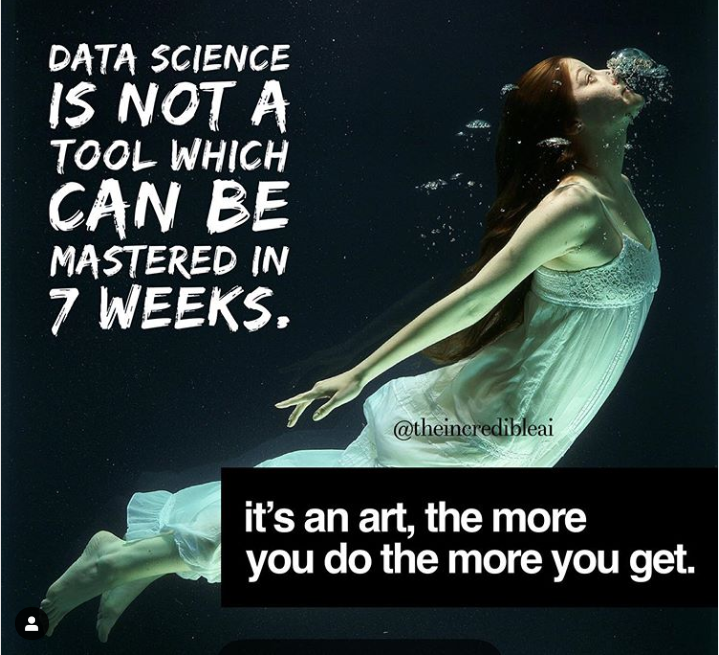 DATA SCIENCE
IS NOT A
TOOL WHICH
CAN BE
MASTERED IN
7 WEEKS.
@theincredibleai
it's an art, the more
you do the more you get.